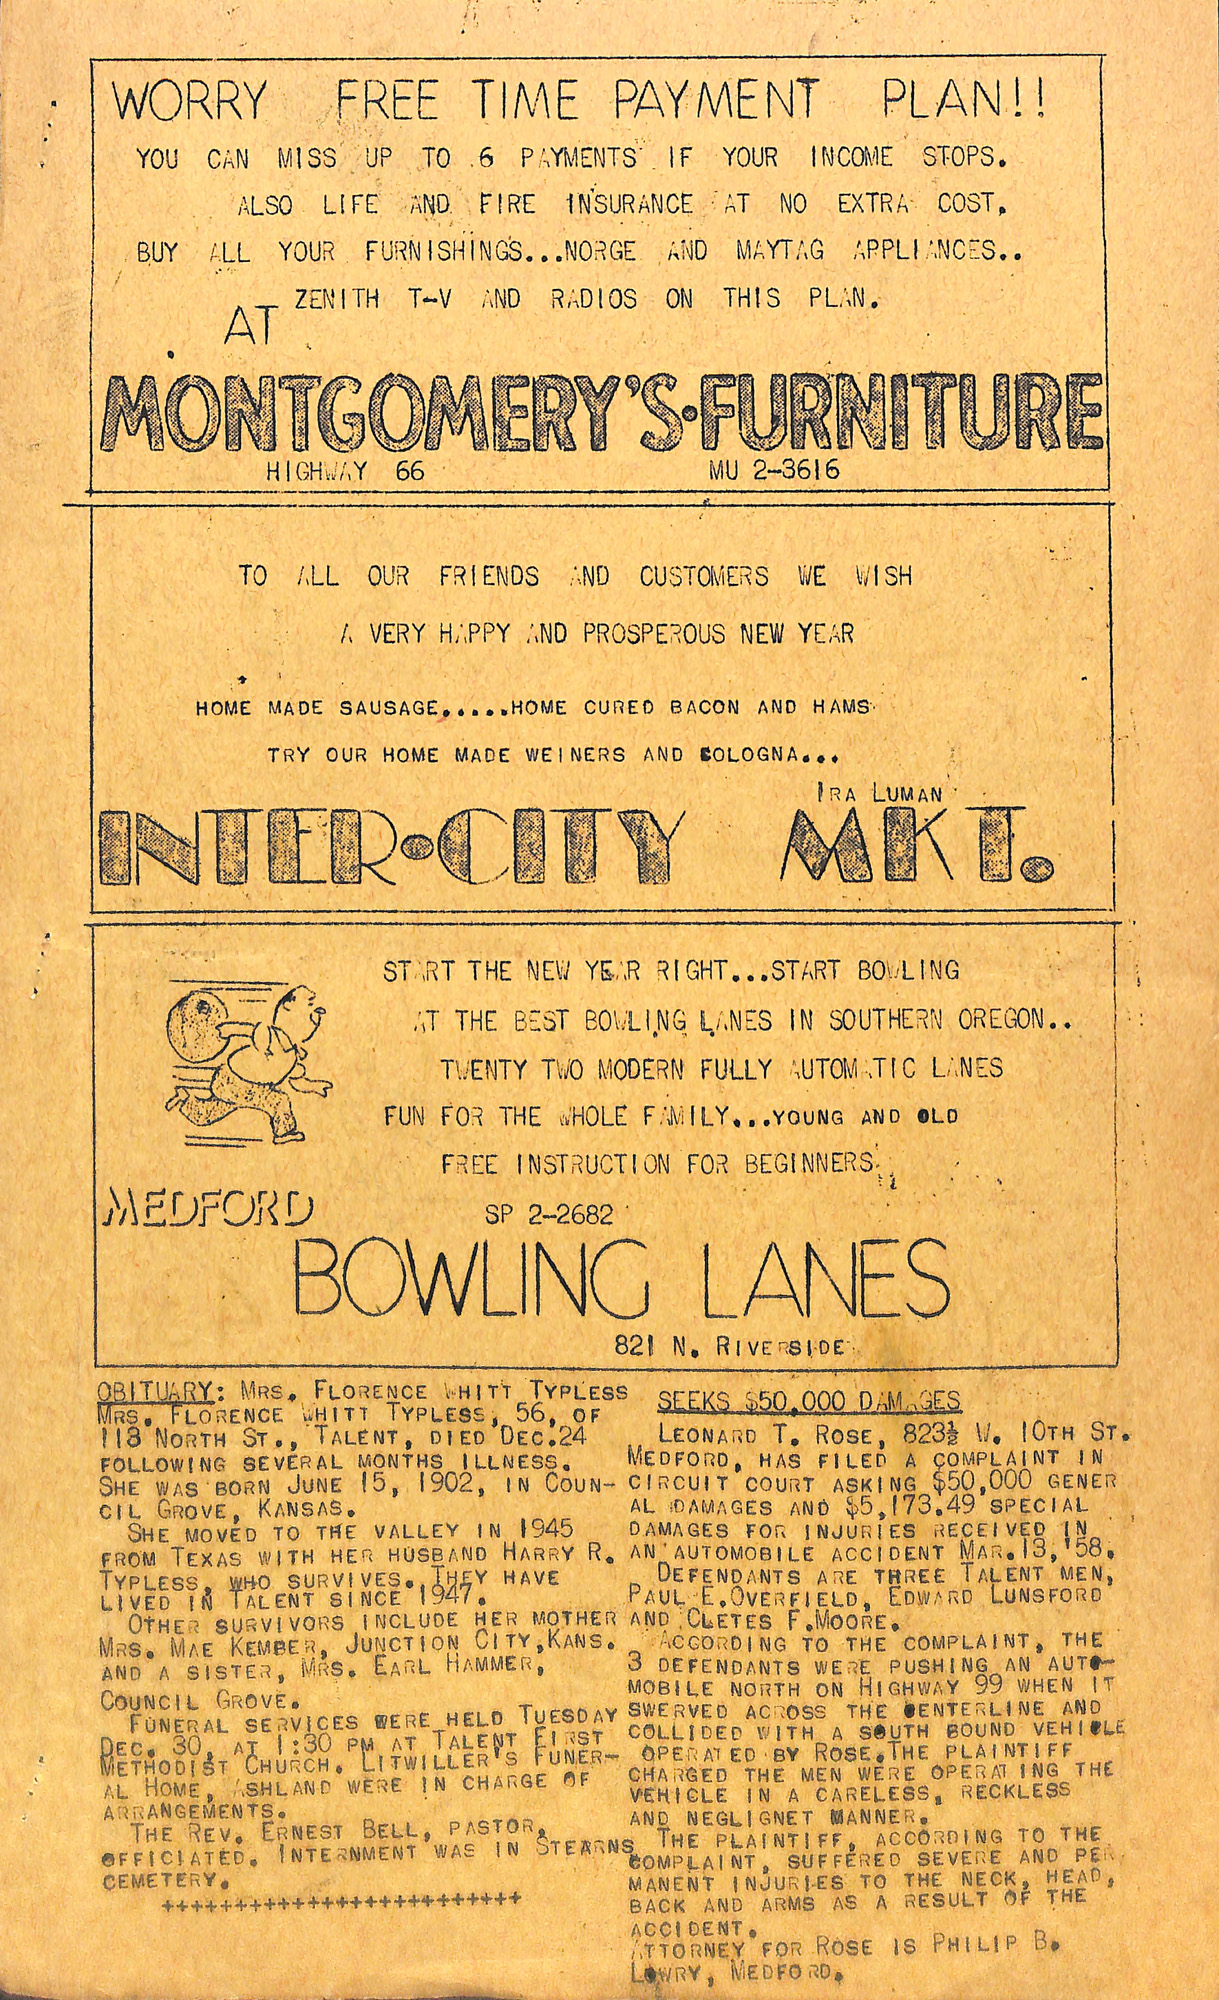 WORRY FREE TIME PAYMENT PLAN!!
YOU CAN MISS UP TO 6 PAYMENTS IF YOUR INCOME STOPS.
ALSO LIFE AND FIRE INSURANCE AT NO EXTRA COST.
BUY ALL YOUR FURNISHINGS...NORGE AND MAYTAG APPLIANCES..
ZENITH T-V AND RADIOS ON THIS PLAN.
AT
MONTGOMERY'S·FURNITURE
HIGHWAY 66 MU 2-3616
TO ALL OUR FRIENDS AND CUSTOMERS WE WISH
A VERY HAPPY AND PROSPEROUS NEW YEAR
HOME MADE SAUSAGE.....HOME CURED BACON AND HAMS
TRY OUR HOME MADE WEINERS AND BOLOGNA...
IRA LUMAN
INTER·CITY MKT.
START THE NEW YEAR RIGHT...START BOWLING
AT THE BEST BOWLING LANES IN SOUTHERN OREGON..
TWENTY TWO MODERN FULLY AUTOMATIC LANES
FUN FOR THE WHOLE FAMILY...YOUNG AND OLD
FREE INSTRUCTION FOR BEGINNERS.
MEDFORD SP 2-2682
BOWLING LANES
821 N. RIVERSIDE
OBITUARY: MRS. FLORENCE WHITT TYPLESS
MRS. FLORENCE WHITT TYPLESS, 56, OF
118 NORTH ST., TALENT, DIED DEC.24
FOLLOWING SEVERAL MONTHS ILLNESS.
SHE WAS BORN JUNE 15, 1902, IN COUN-
CIL GROVE, KANSAS.
SHE MOVED TO THE VALLEY IN 1945
FROM TEXAS WITH HER HUSBAND HARRY R.
TYPLESS, WHO SURVIVES. THEY HAVE
LIVED IN TALENT SINCE 1947.
OTHER SURVIVORS INCLUDE HER MOTHER
MRS. MAE KEMBER, JUNCTION CITY,KANS.
AND A SISTER, MRS. EARL HAMMER,
COUNCIL GROVE.
FUNERAL SERVICES WERE HELD TUESDAY
DEC. 30, AT 1:30 PM AT TALENT FIRST
METHODIST CHURCH. LITWILLER'S FUNER-
AL HOME, ASHLAND WERE IN CHARGE OF
ARRANGEMENTS.
THE REV. ERNEST BELL, PASTOR,
OFFICIATED. INTERNMENT WAS IN STEARNS
CEMETERY.
+++++++++++++++++++++++++
SEEKS $50,000 DAMAGES
LEONARD T. ROSE, 823½ W. 10TH ST.
MEDFORD, HAS FILED A COMPLAINT IN
CIRCUIT COURT ASKING $50,000 GENER
AL DAMAGES AND $5,173.49 SPECIAL
DAMAGES FOR INJURIES RECEIVED IN
AN AUTOMOBILE ACCIDENT MAR.13,'58.
DEFENDANTS ARE THREE TALENT MEN,
PAUL E.OVERFIELD, EDWARD LUNSFORD
AND CLETES F.MOORE.
ACCORDING TO THE COMPLAINT, THE
3 DEFENDANTS WERE PUSHING AN AUTO-
MOBILE NORTH ON HIGHWAY 99 WHEN IT
SWERVED ACROSS THE CENTERLINE AND
COLLIDED WITH A SOUTH BOUND VEHICLE
OPERATED BY ROSE.THE PLAINTIFF
CHARGED THE MEN WERE OPERATING THE
VEHICLE IN A CARELESS, RECKLESS
AND NEGLIGNET MANNER.
THE PLAINTIFF, ACCORDING TO THE
COMPLAINT, SUFFERED SEVERE AND PER
MANENT INJURIES TO THE NECK, HEAD,
BACK AND ARMS AS A RESULT OF THE
ACCIDENT.
ATTORNEY FOR ROSE IS PHILIP B.
LOWRY, MEDFORD.